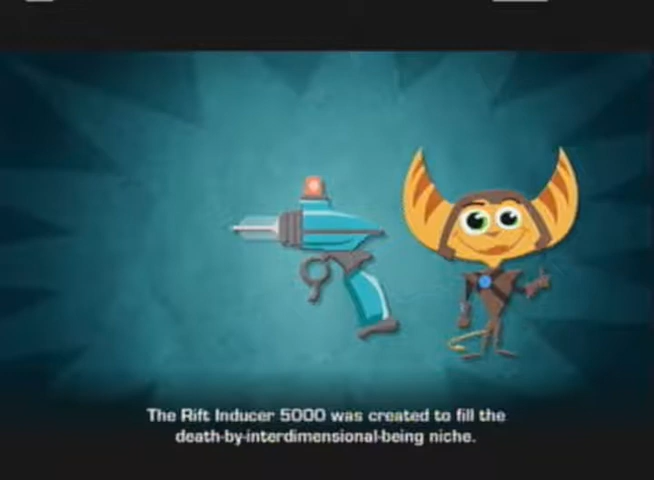 The Rift Inducer 5000 was created to fill the
death-by-interdimensional-being niche.